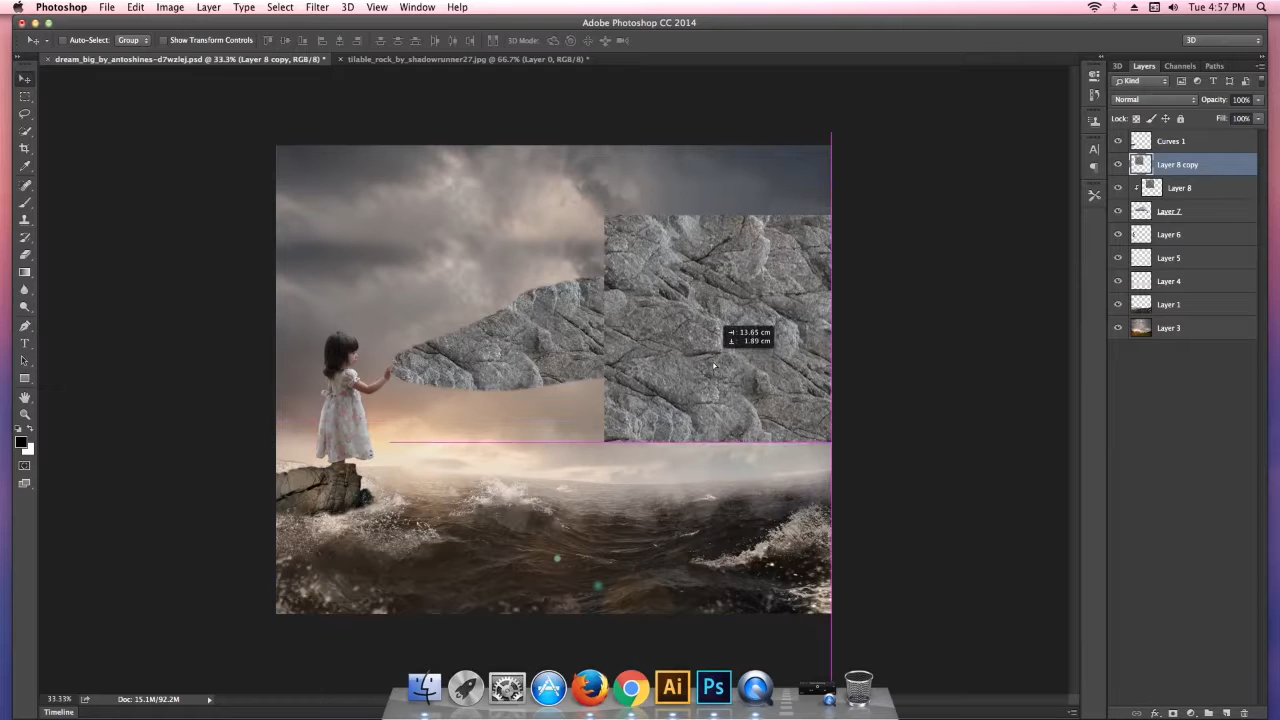 Photoshop File Edit Image Layer Type Select Filter 3D View Window Help Tue 4:57 PM
Adobe Photoshop CC 2014
Auto-Select: Group Show Transform Controls 3D Mode: 3D
dream_big_by_antoshines-d7wzlej.psd @ 33.3% (Layer 8 copy, RGB/8) * tilable_rock_by_shadowrunner27.jpg @ 66.7% (Layer 0, RGB/8) *
3D Layers Channels Paths
Kind
Normal Opacity: 100%
Lock: Fill: 100%
Curves 1
Layer 8 copy
Layer 8
Layer 7
Layer 6
Layer 5
Layer 4
Layer 1
Layer 3
: 13.65 cm
: 1.89 cm
33.33% Doc: 15.1M/92.2M
Timeline
Ai Ps